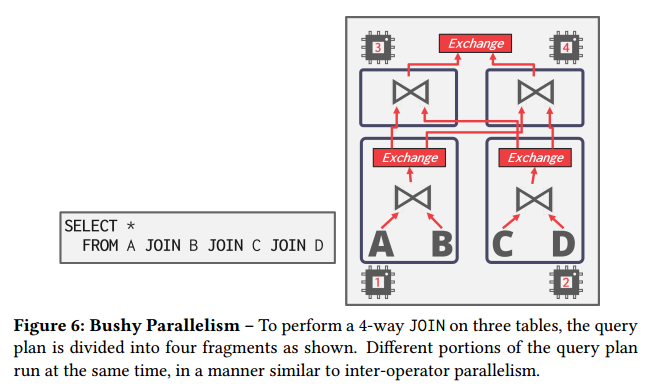 3
Exchange
4
Exchange
Exchange
A B C D
1
2
SELECT *
FROM A JOIN B JOIN C JOIN D
Figure 6: Bushy Parallelism – To perform a 4-way JOIN on three tables, the query
plan is divided into four fragments as shown. Different portions of the query plan
run at the same time, in a manner similar to inter-operator parallelism.